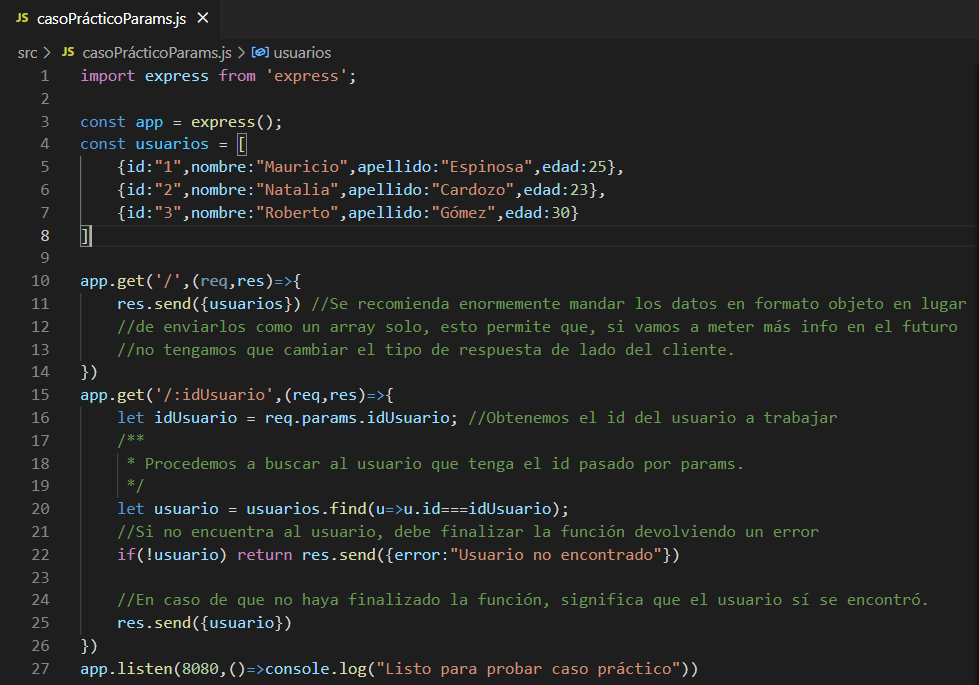 JS casoPrácticoParams.js ×
src > JS casoPrácticoParams.js > usuarios
1 import express from 'express';
2
3 const app = express();
4 const usuarios = [
5     {id:"1",nombre:"Mauricio",apellido:"Espinosa",edad:25},
6     {id:"2",nombre:"Natalia",apellido:"Cardozo",edad:23},
7     {id:"3",nombre:"Roberto",apellido:"Gómez",edad:30}
8 ]
9
10 app.get('/',(req,res)=>{
11     res.send({usuarios}) //Se recomienda enormemente mandar los datos en formato objeto en lugar
12     //de enviarlos como un array solo, esto permite que, si vamos a meter más info en el futuro
13     //no tengamos que cambiar el tipo de respuesta de lado del cliente.
14 })
15 app.get('/:idUsuario',(req,res)=>{
16     let idUsuario = req.params.idUsuario; //Obtenemos el id del usuario a trabajar
17     /**
18      * Procedemos a buscar al usuario que tenga el id pasado por params.
19      */
20     let usuario = usuarios.find(u=>u.id===idUsuario);
21     //Si no encuentra al usuario, debe finalizar la función devolviendo un error
22     if(!usuario) return res.send({error:"Usuario no encontrado"})
23
24     //En caso de que no haya finalizado la función, significa que el usuario sí se encontró.
25     res.send({usuario})
26 })
27 app.listen(8080,()=>console.log("Listo para probar caso práctico"))